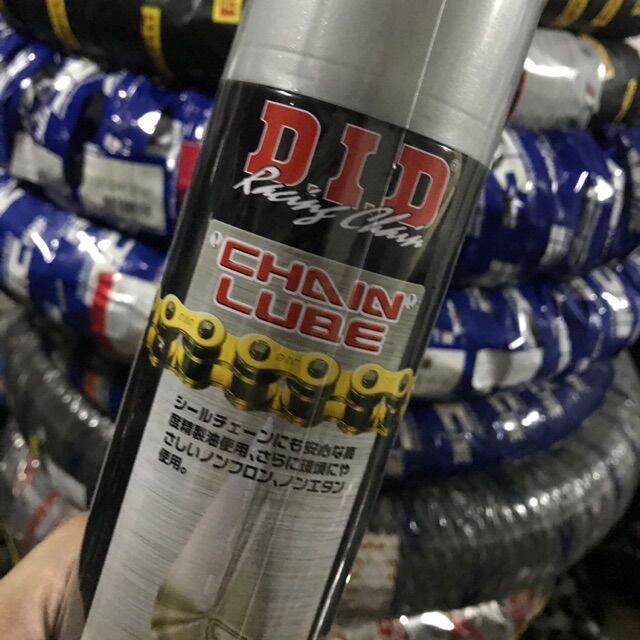 DID
Racing Chain
CHAIN
LUBE
シールチェーンにも安心な高
度精製油使用、さらに環境にや
さしいノンフロン、ノンエタン
使用。